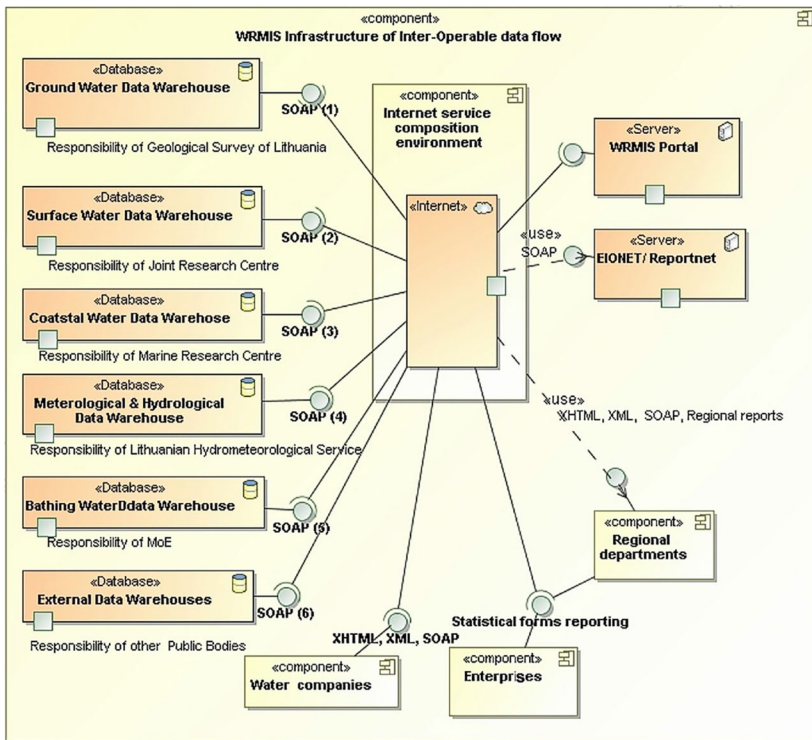 «component»
WRMIS Infrastructure of Inter-Operable data flow
«Database»
Ground Water Data Warehouse
SOAP (1)
Responsibility of Geological Survey of Lithuania
«Database»
Surface Water Data Warehouse
SOAP (2)
Responsibility of Joint Research Centre
«Database»
Coatstal Water Data Warehose
SOAP (3)
Responsibility of Marine Research Centre
«Database»
Meterological & Hydrological
Data Warehouse
SOAP (4)
Responsibility of Lithuanian Hydrometeorological Service
«Database»
Bathing WaterDdata Warehouse
SOAP (5)
Responsibility of MoE
«Database»
External Data Warehouses
SOAP (6)
Responsibility of other Public Bodies
«component»
Internet service
composition
environment
«Internet»
«Server»
WRMIS Portal
«use»
SOAP
«Server»
EIONET/ Reportnet
«use»
XHTML, XML, SOAP, Regional reports
«component»
Regional
departments
Statistical forms reporting
XHTML, XML, SOAP
«component»
Water companies
«component»
Enterprises